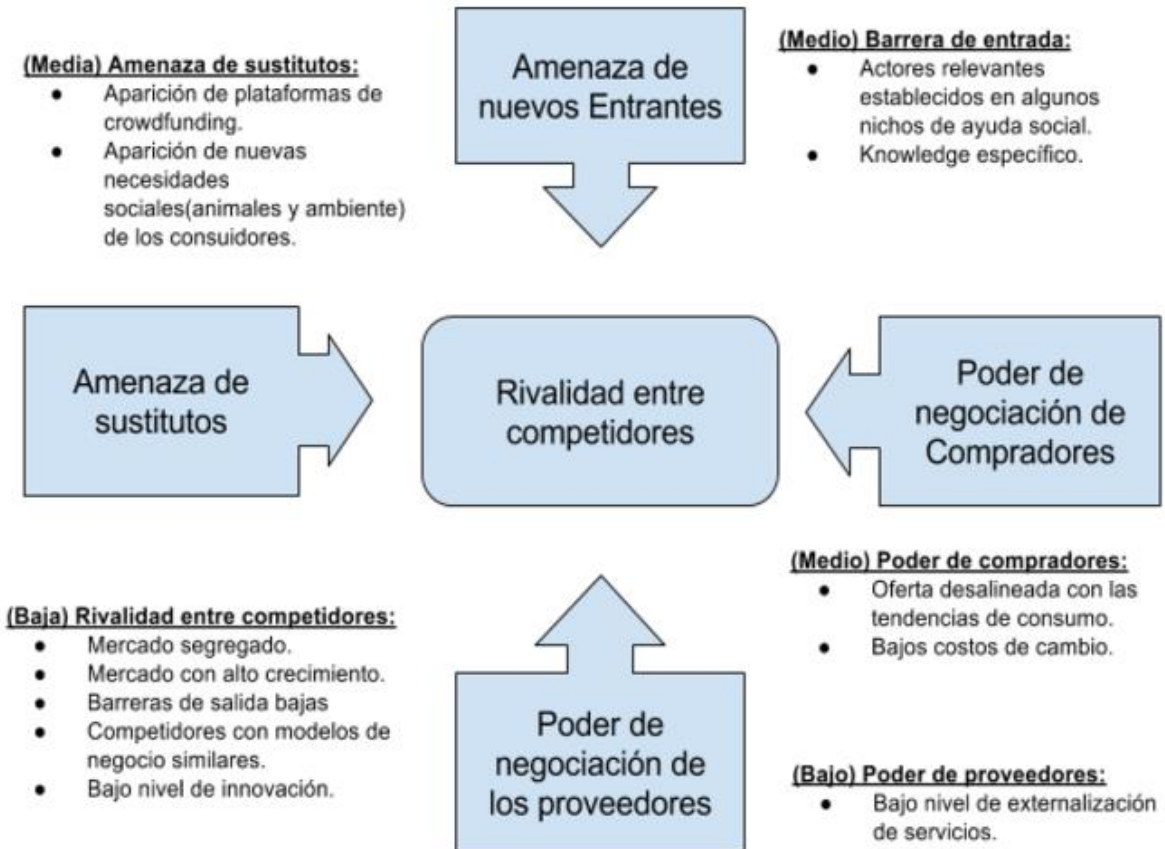 (Media) Amenaza de sustitutos:
● Aparición de plataformas de
crowdfunding.
● Aparición de nuevas
necesidades
sociales(animales y ambiente)
de los consuidores.
Amenaza de
nuevos Entrantes
(Medio) Barrera de entrada:
● Actores relevantes
establecidos en algunos
nichos de ayuda social.
● Knowledge específico.
Amenaza de
sustitutos
Rivalidad entre
competidores
Poder de
negociación de
Compradores
(Baja) Rivalidad entre competidores:
● Mercado segregado.
● Mercado con alto crecimiento.
● Barreras de salida bajas
● Competidores con modelos de
negocio similares.
● Bajo nivel de innovación.
Poder de
negociación de
los proveedores
(Medio) Poder de compradores:
● Oferta desalineada con las
tendencias de consumo.
● Bajos costos de cambio.
(Bajo) Poder de proveedores:
● Bajo nivel de externalización
de servicios.